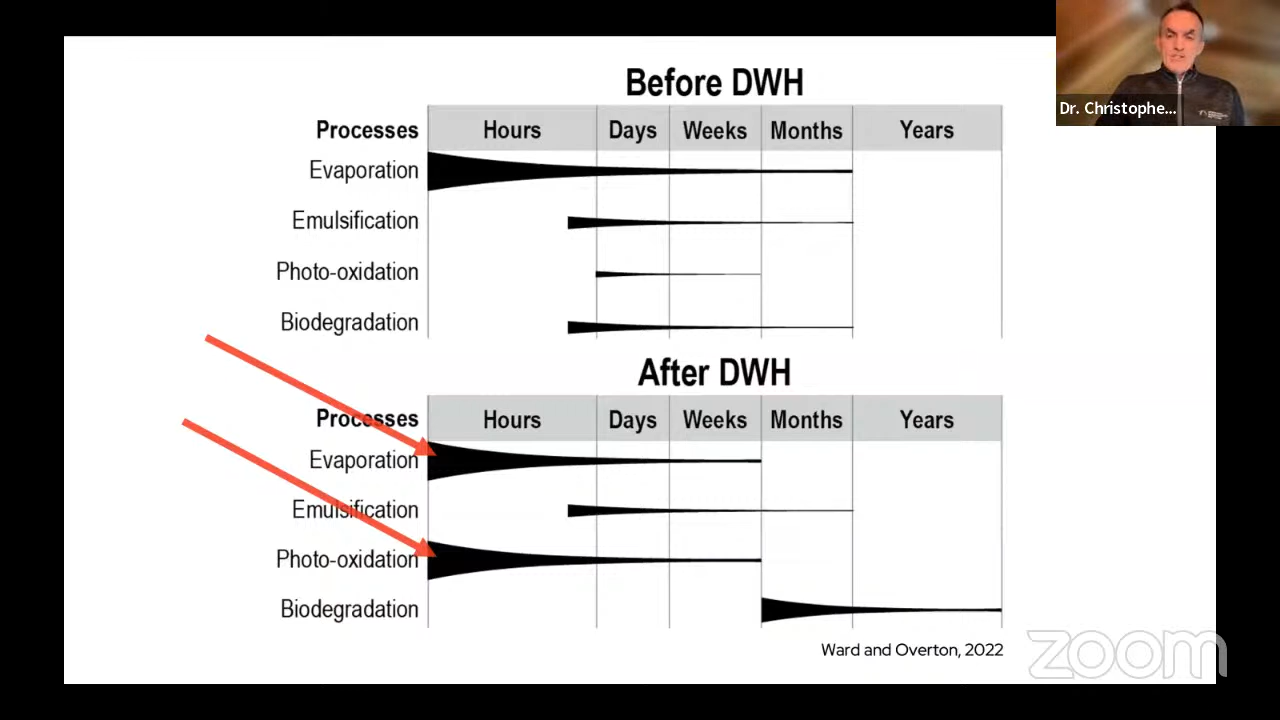 Before DWH
Processes Hours Days Weeks Months Years
Evaporation
Emulsification
Photo-oxidation
Biodegradation
After DWH
Processes Hours Days Weeks Months Years
Evaporation
Emulsification
Photo-oxidation
Biodegradation
Ward and Overton, 2022
Dr. Christophe...
zoom